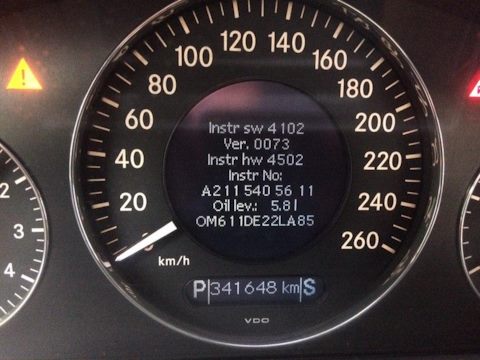 100 120 140 160
80 180
60 200
40 220
20 240
0 260
km/h
Instr sw 4102
Ver. 0073
Instr hw 4502
Instr No:
A 211 540 56 11
Oil lev.: 5.8 l
OM611DE22LA85
P 341648 km S
VDO
2
3
4